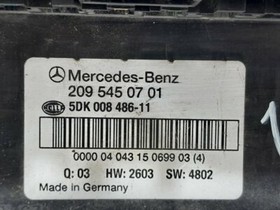 Mercedes-Benz
209 545 07 01
HELLA 5DK 008 486-11
0000 04 043 15 0699 03 (4)
Q: 03 HW: 2603 SW: 4802
Made in Germany